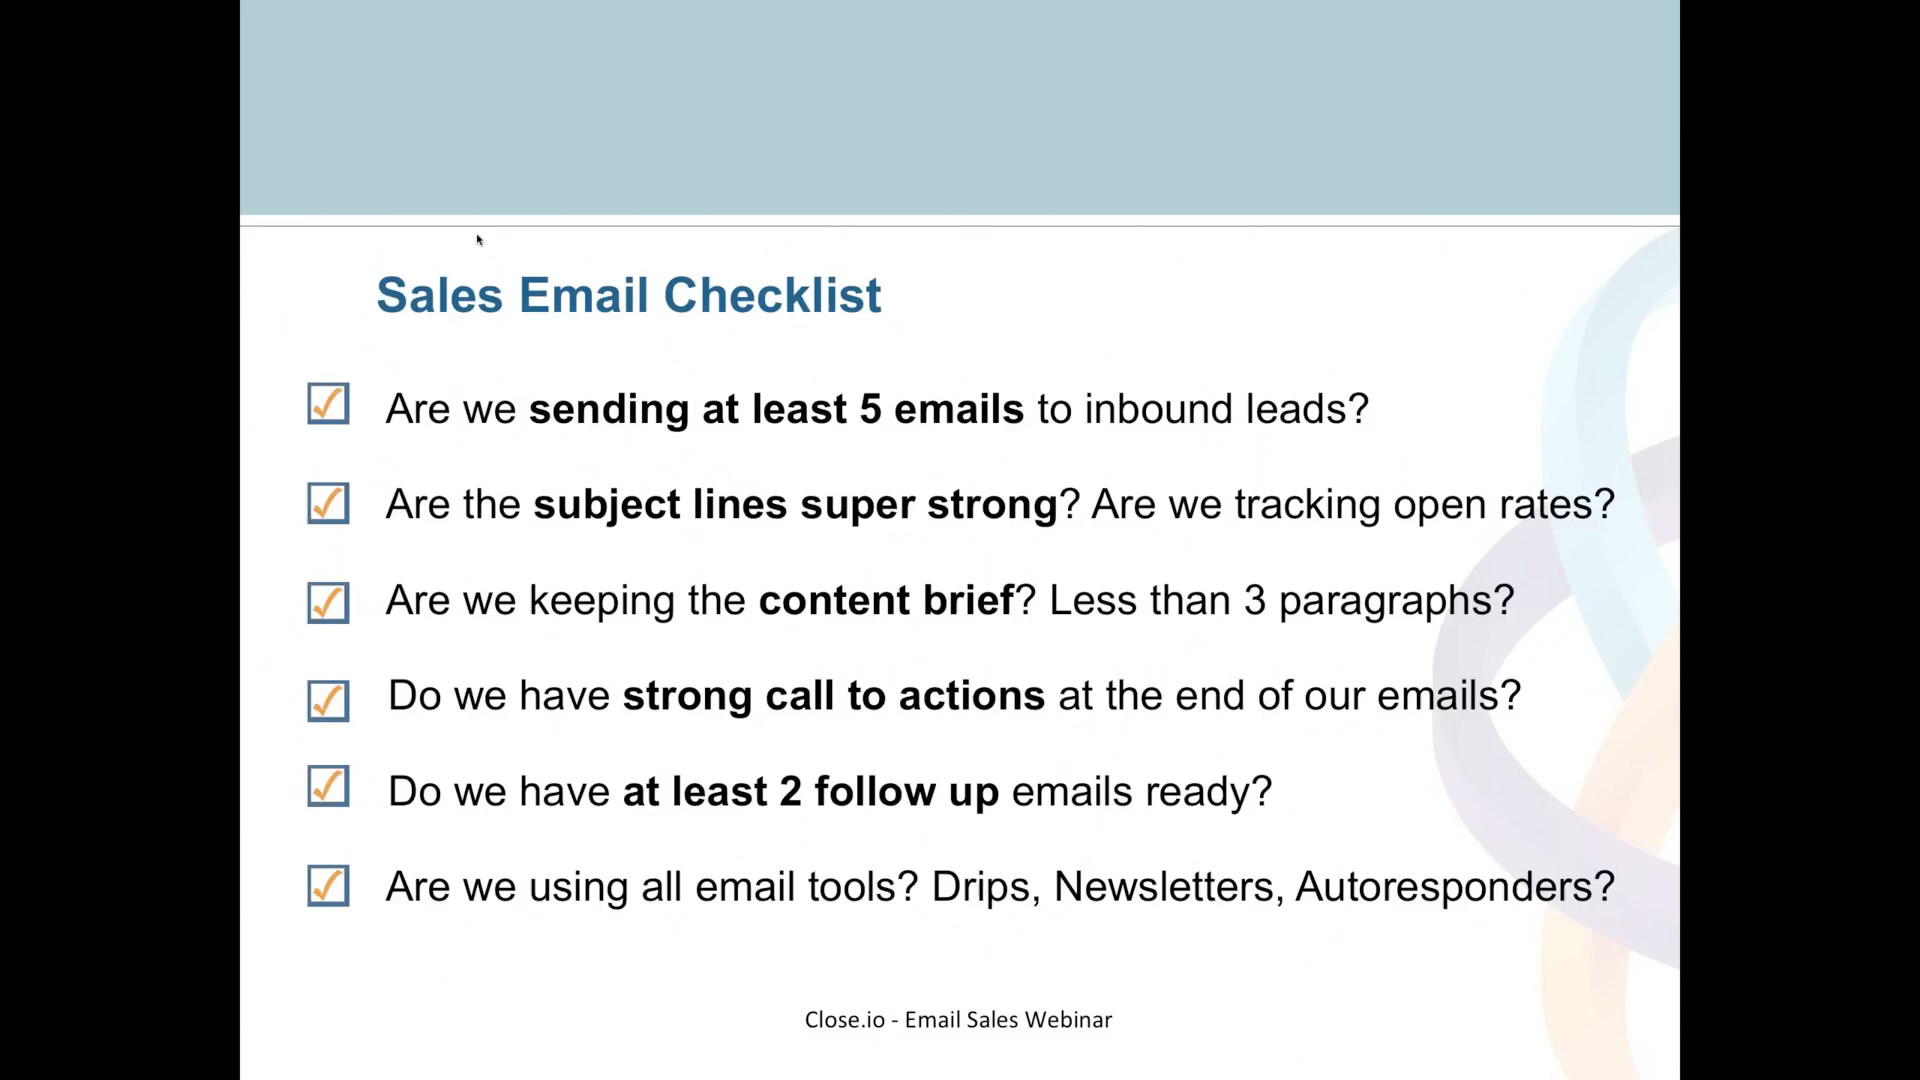 Sales Email Checklist
Are we sending at least 5 emails to inbound leads?
Are the subject lines super strong? Are we tracking open rates?
Are we keeping the content brief? Less than 3 paragraphs?
Do we have strong call to actions at the end of our emails?
Do we have at least 2 follow up emails ready?
Are we using all email tools? Drips, Newsletters, Autoresponders?
Close.io - Email Sales Webinar